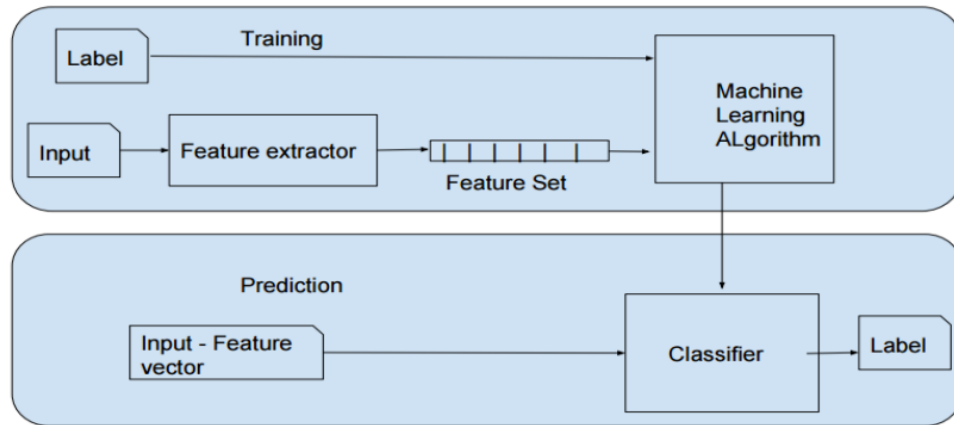 Training
Label
Machine
Learning
ALgorithm
Input
Feature extractor
Feature Set
Prediction
Input - Feature
vector
Classifier
Label